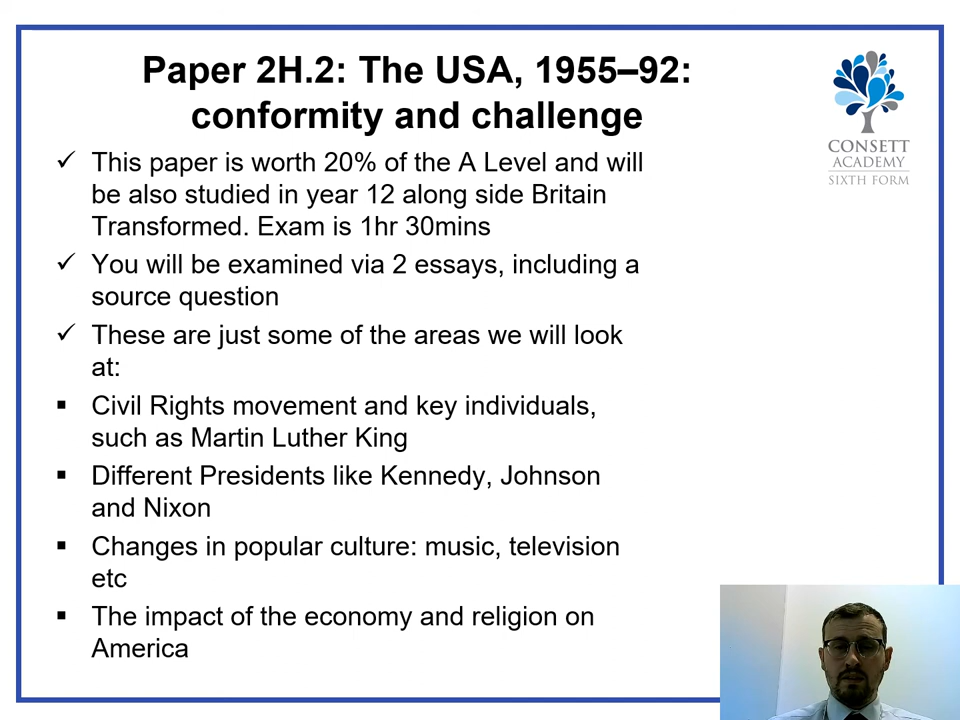 Paper 2H.2: The USA, 1955–92:
conformity and challenge
CONSETT
ACADEMY
SIXTH FORM
✓ This paper is worth 20% of the A Level and will
be also studied in year 12 along side Britain
Transformed. Exam is 1hr 30mins
✓ You will be examined via 2 essays, including a
source question
✓ These are just some of the areas we will look
at:
▪ Civil Rights movement and key individuals,
such as Martin Luther King
▪ Different Presidents like Kennedy, Johnson
and Nixon
▪ Changes in popular culture: music, television
etc
▪ The impact of the economy and religion on
America